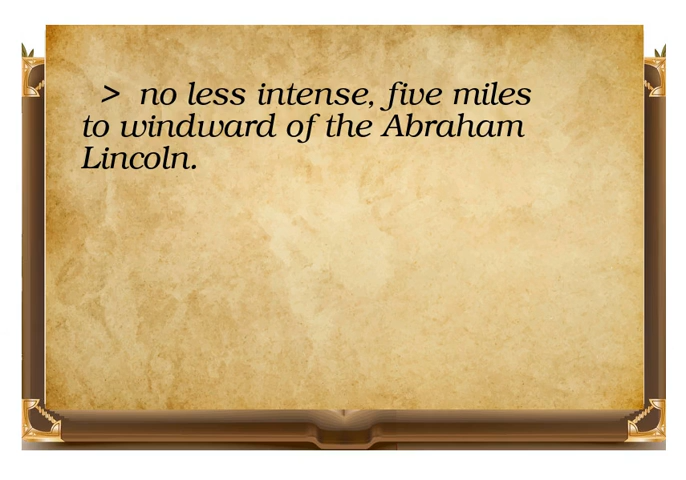 > no less intense, five miles
to windward of the Abraham
Lincoln.